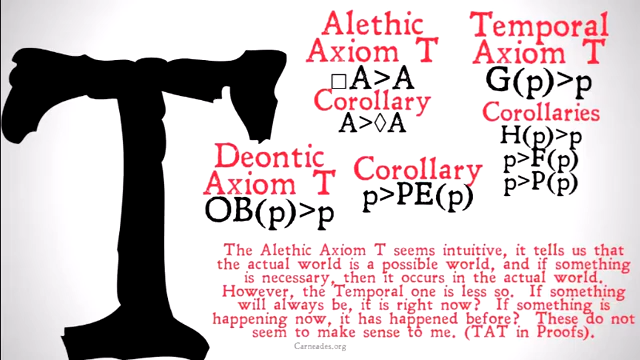 T
Alethic
Axiom T
□A>A
Corollary
A>◊A
Temporal
Axiom T
G(p)>p
Corollaries
H(p)>p
p>F(p)
p>P(p)
Deontic
Axiom T
OB(p)>p
Corollary
p>PE(p)
The Alethic Axiom T seems intuitive, it tells us that
the actual world is a possible world, and if something
is necessary, then it occurs in the actual world.
However, the Temporal one is less so. If something
will always be, it is right now? If something is
happening now, it has happened before? These do not
seem to make sense to me. (TAT in Proofs).
Carneades.org